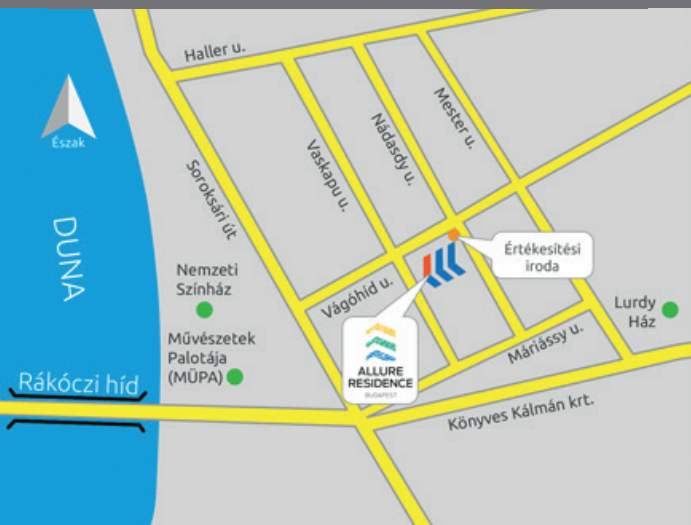 Haller u.
Észak
Mester u.
Nádasdy u.
Vaskapu u.
Soroksári út
DUNA
Értékesítési
iroda
Nemzeti
Színház
Vágóhíd u.
Lurdy
Ház
Művészetek
Palotája
(MÜPA)
Máriássy u.
ALLURE
RESIDENCE
BUDAPEST
Rákóczi híd
Könyves Kálmán krt.